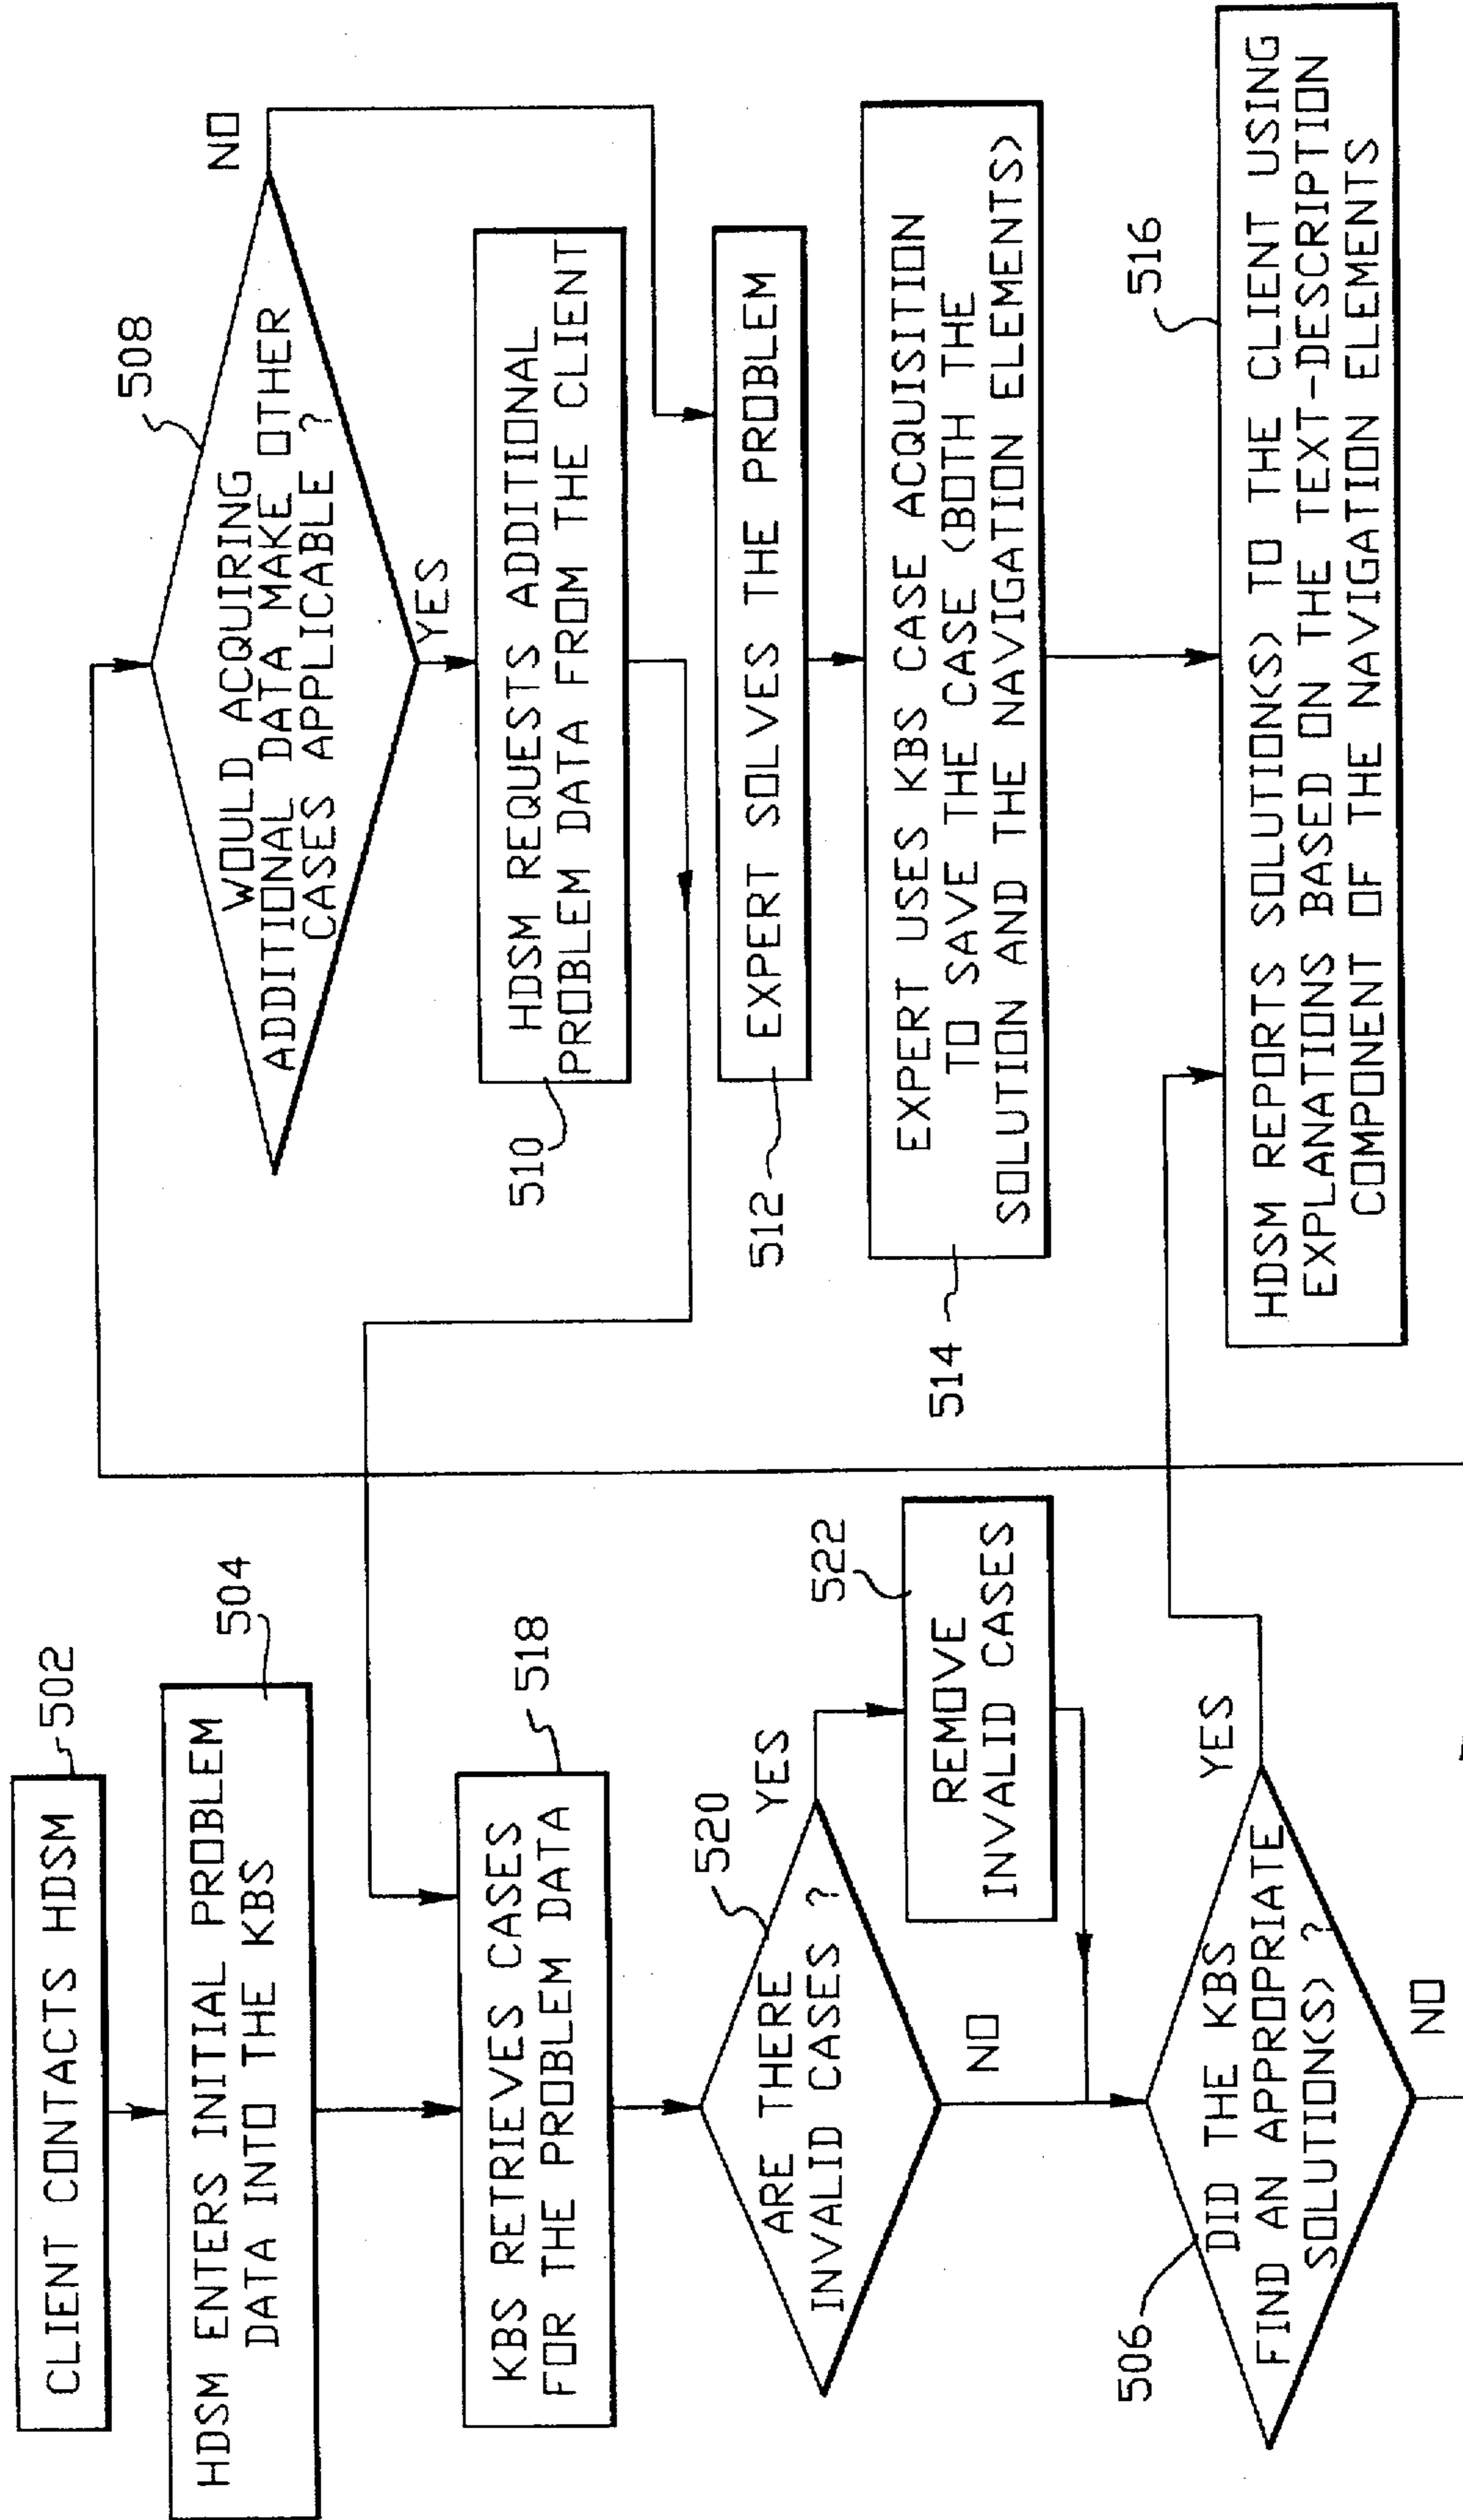 CLIENT CONTACTS HDSM
502
HDSM ENTERS INITIAL PROBLEM
DATA INTO THE KBS
504
KBS RETRIEVES CASES
FOR THE PROBLEM DATA
518
ARE THERE
INVALID CASES ?
520
YES
NO
REMOVE
INVALID CASES
522
DID THE KBS
FIND AN APPROPRIATE
SOLUTION(S) ?
506
YES
NO
WOULD ACQUIRING
ADDITIONAL DATA MAKE OTHER
CASES APPLICABLE ?
508
NO
YES
HDSM REQUESTS ADDITIONAL
PROBLEM DATA FROM THE CLIENT
510
EXPERT SOLVES THE PROBLEM
512
EXPERT USES KBS CASE ACQUISITION
TO SAVE THE CASE (BOTH THE
SOLUTION AND THE NAVIGATION ELEMENTS)
514
HDSM REPORTS SOLUTION(S) TO THE CLIENT USING
EXPLANATIONS BASED ON THE TEXT-DESCRIPTION
COMPONENT OF THE NAVIGATION ELEMENTS
516